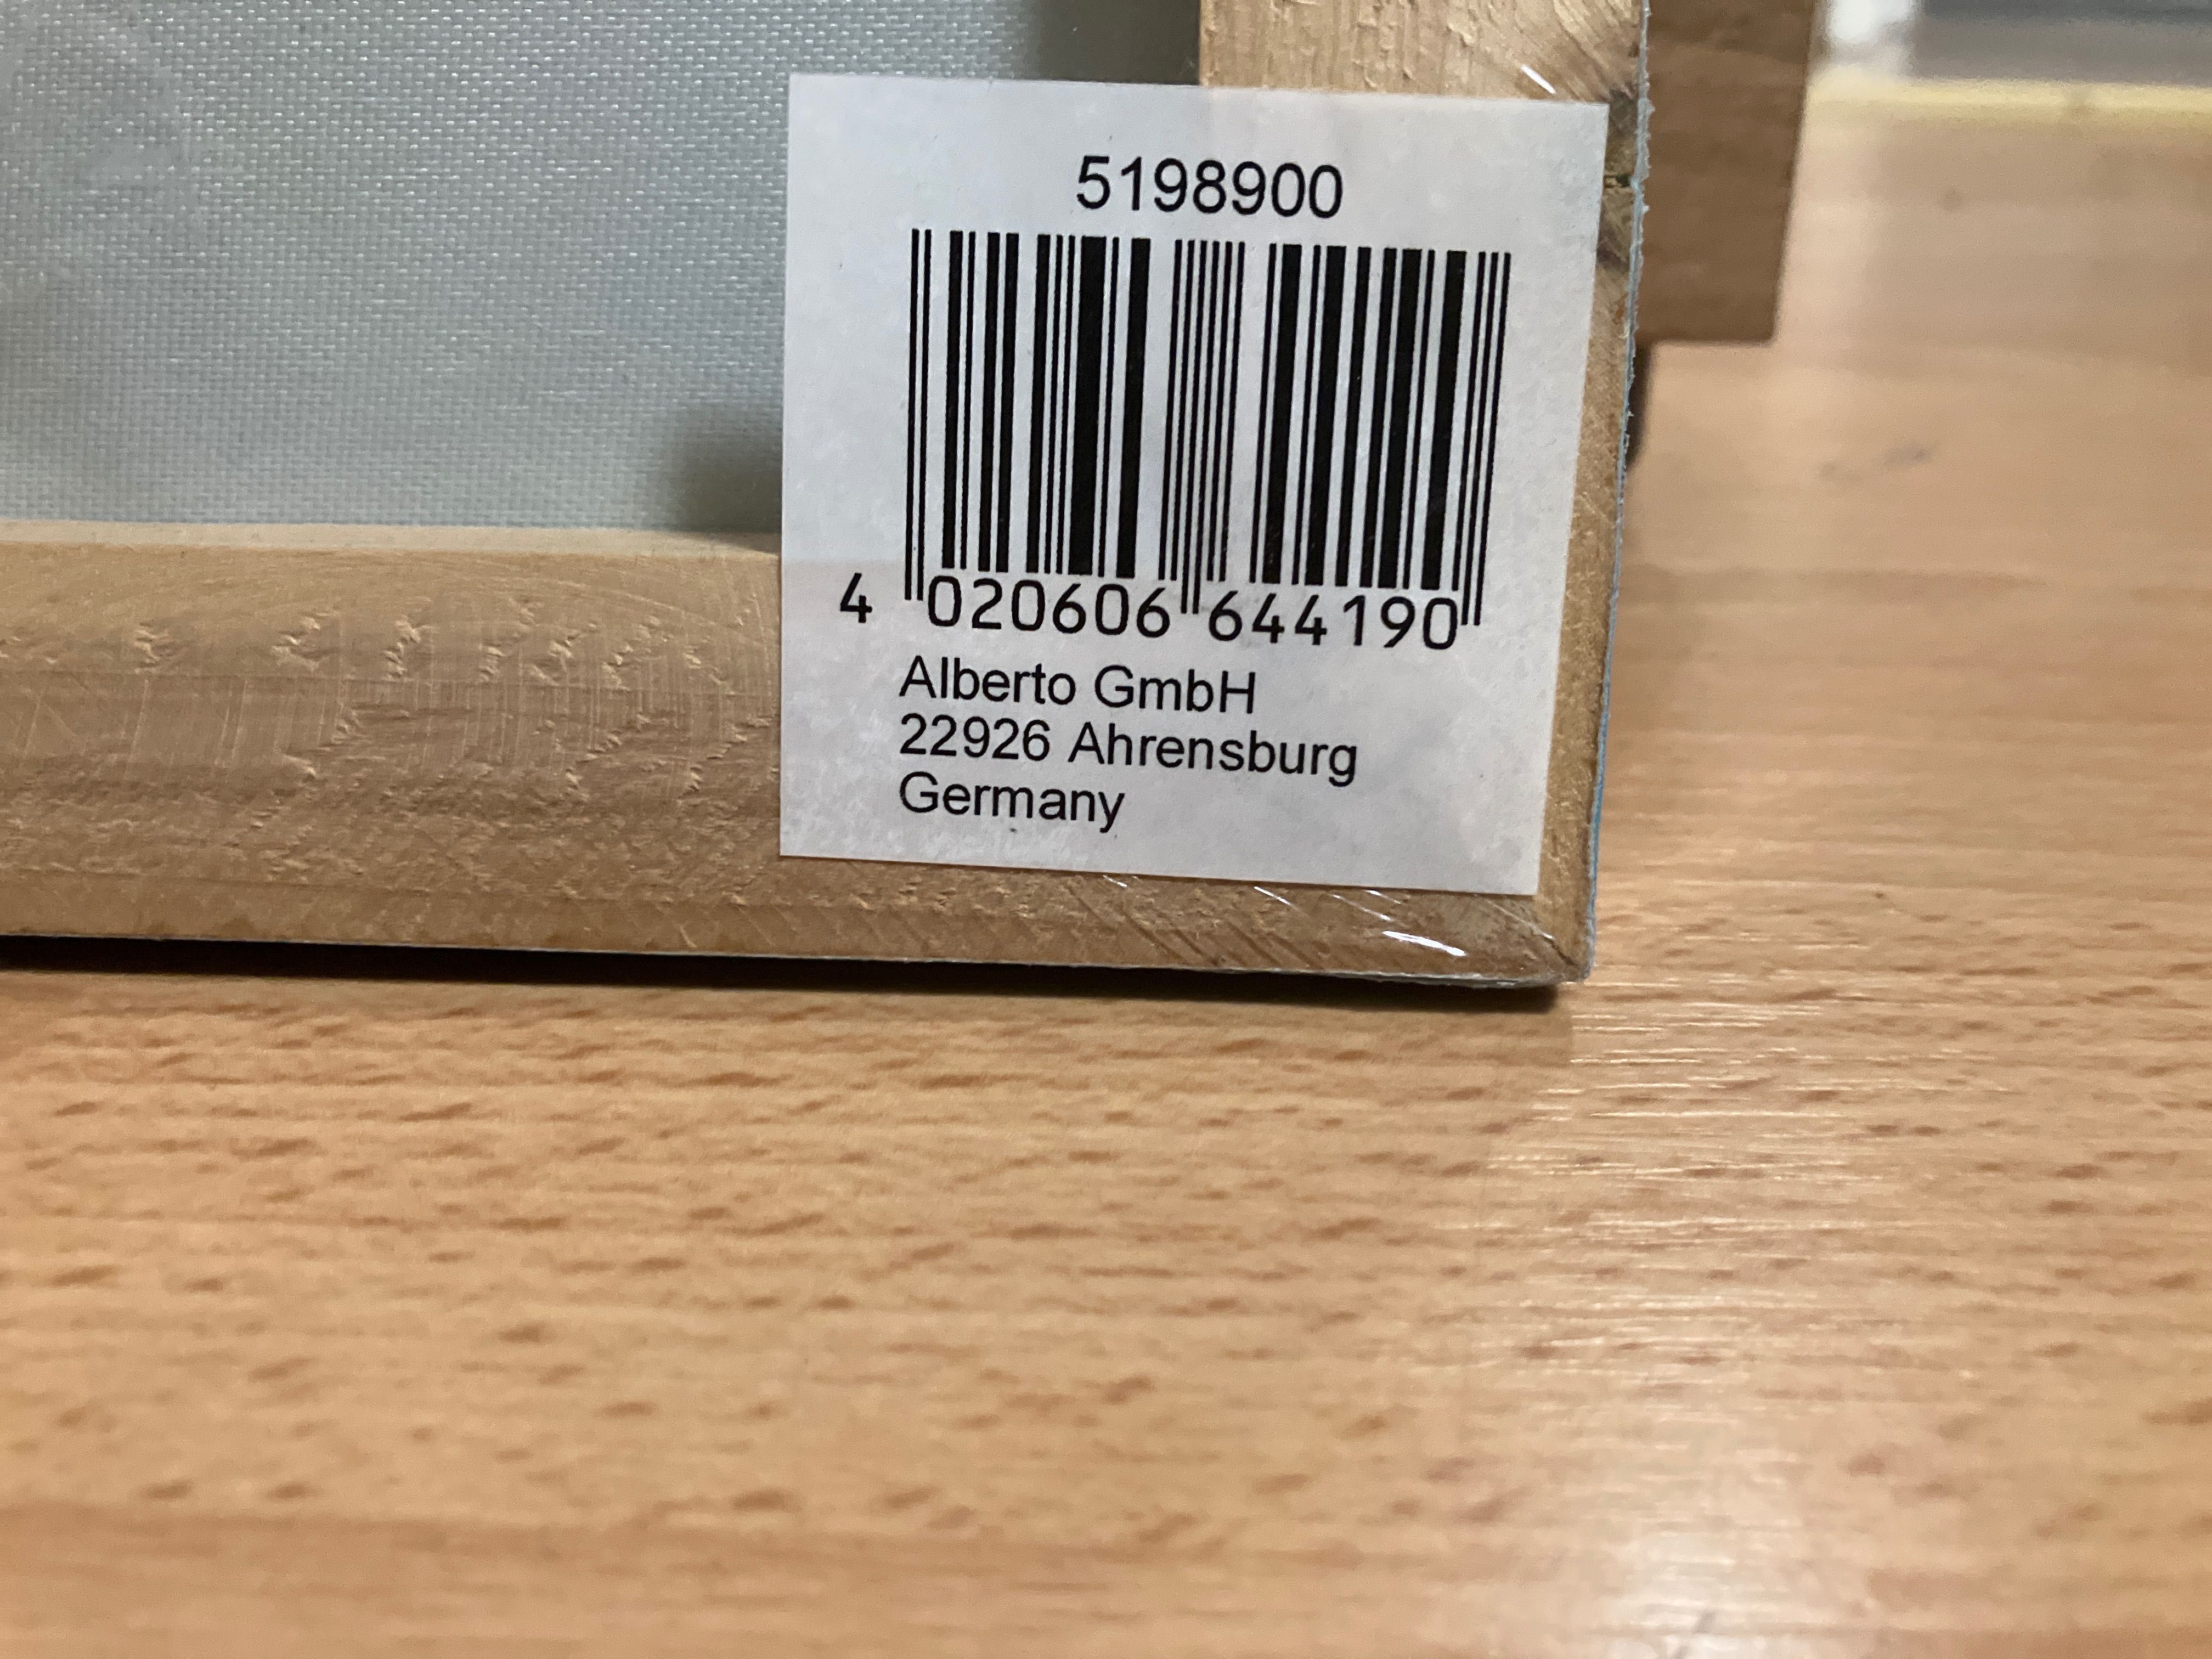 5198900
4 020606 644190
Alberto GmbH
22926 Ahrensburg
Germany